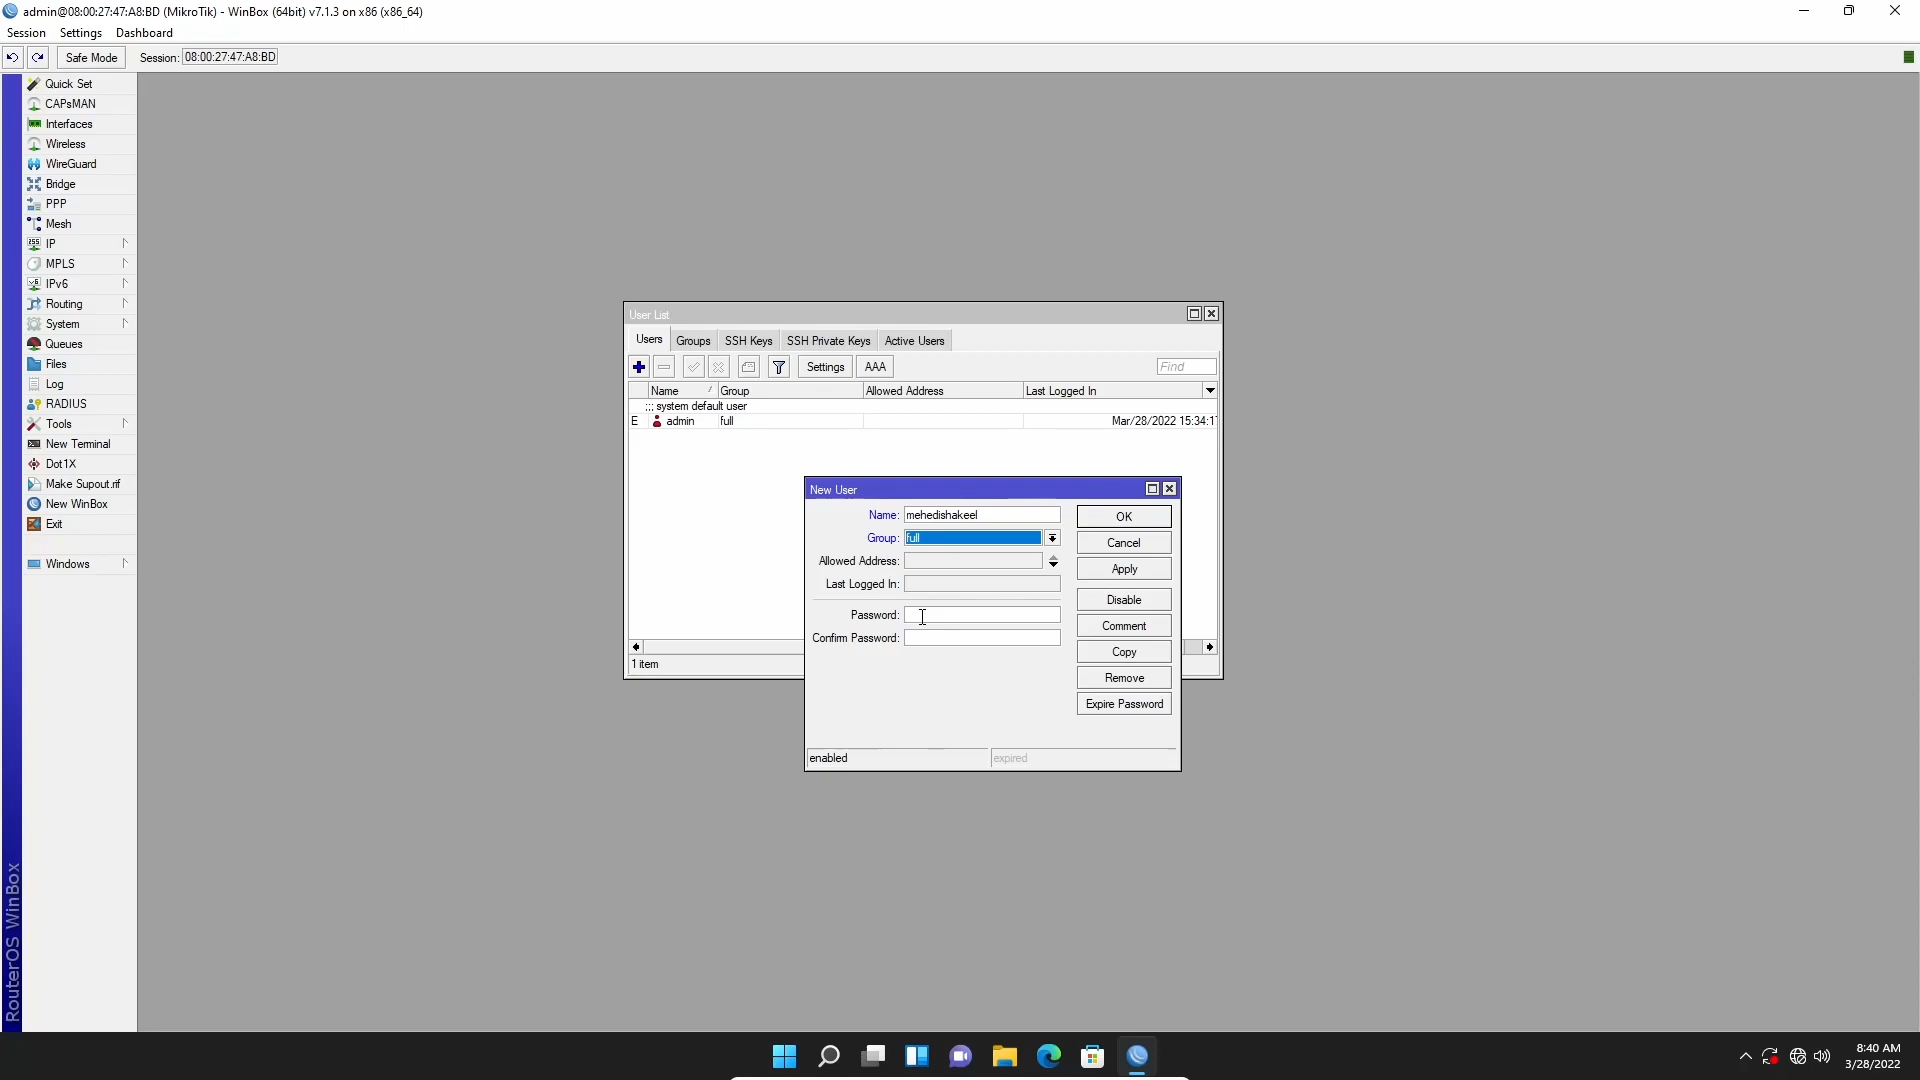 admin@08:00:27:47:A8:BD (MikroTik) - WinBox (64bit) v7.1.3 on x86 (x86_64)
Session Settings Dashboard
Safe Mode Session: 08:00:27:47:A8:BD
Quick Set
CAPsMAN
Interfaces
Wireless
WireGuard
Bridge
PPP
Mesh
IP
MPLS
IPv6
Routing
System
Queues
Files
Log
RADIUS
Tools
New Terminal
Dot1X
Make Supout.rif
New WinBox
Exit
Windows
RouterOS WinBox
User List
Users Groups SSH Keys SSH Private Keys Active Users
Settings AAA Find
Name Group Allowed Address Last Logged In
;;; system default user
E admin full Mar/28/2022 15:34:1
1 item
New User
Name: mehedishakeel
Group: full
Allowed Address:
Last Logged In:
Password:
Confirm Password:
OK
Cancel
Apply
Disable
Comment
Copy
Remove
Expire Password
enabled expired
8:40 AM
3/28/2022